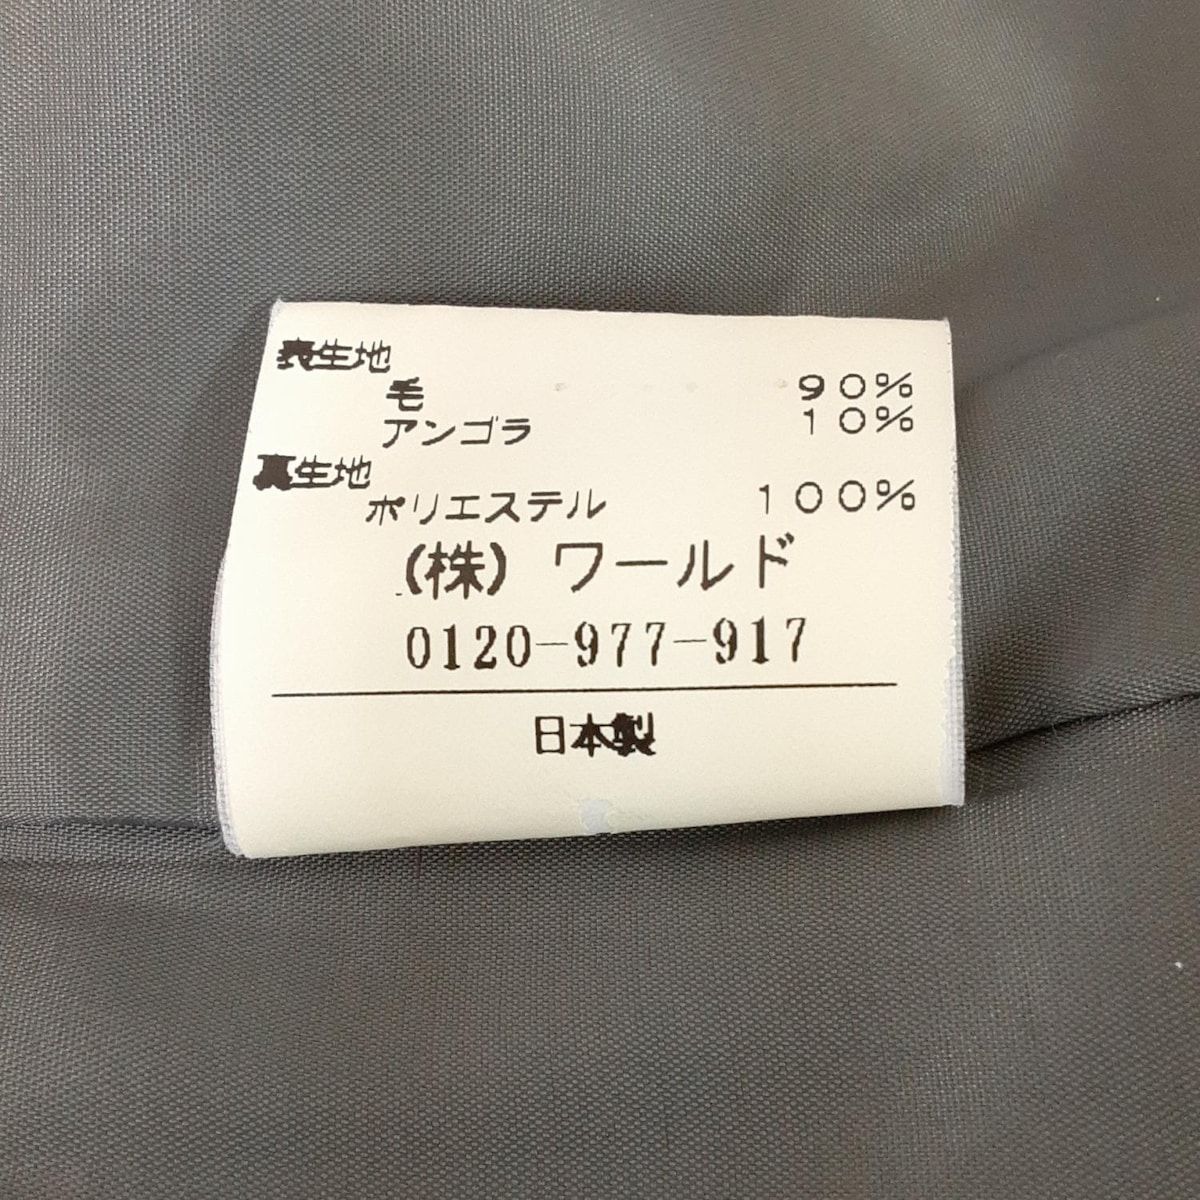 表生地
毛 90%
アンゴラ 10%
裏生地
ポリエステル 100%
(株) ワールド
0120-977-917
日本製